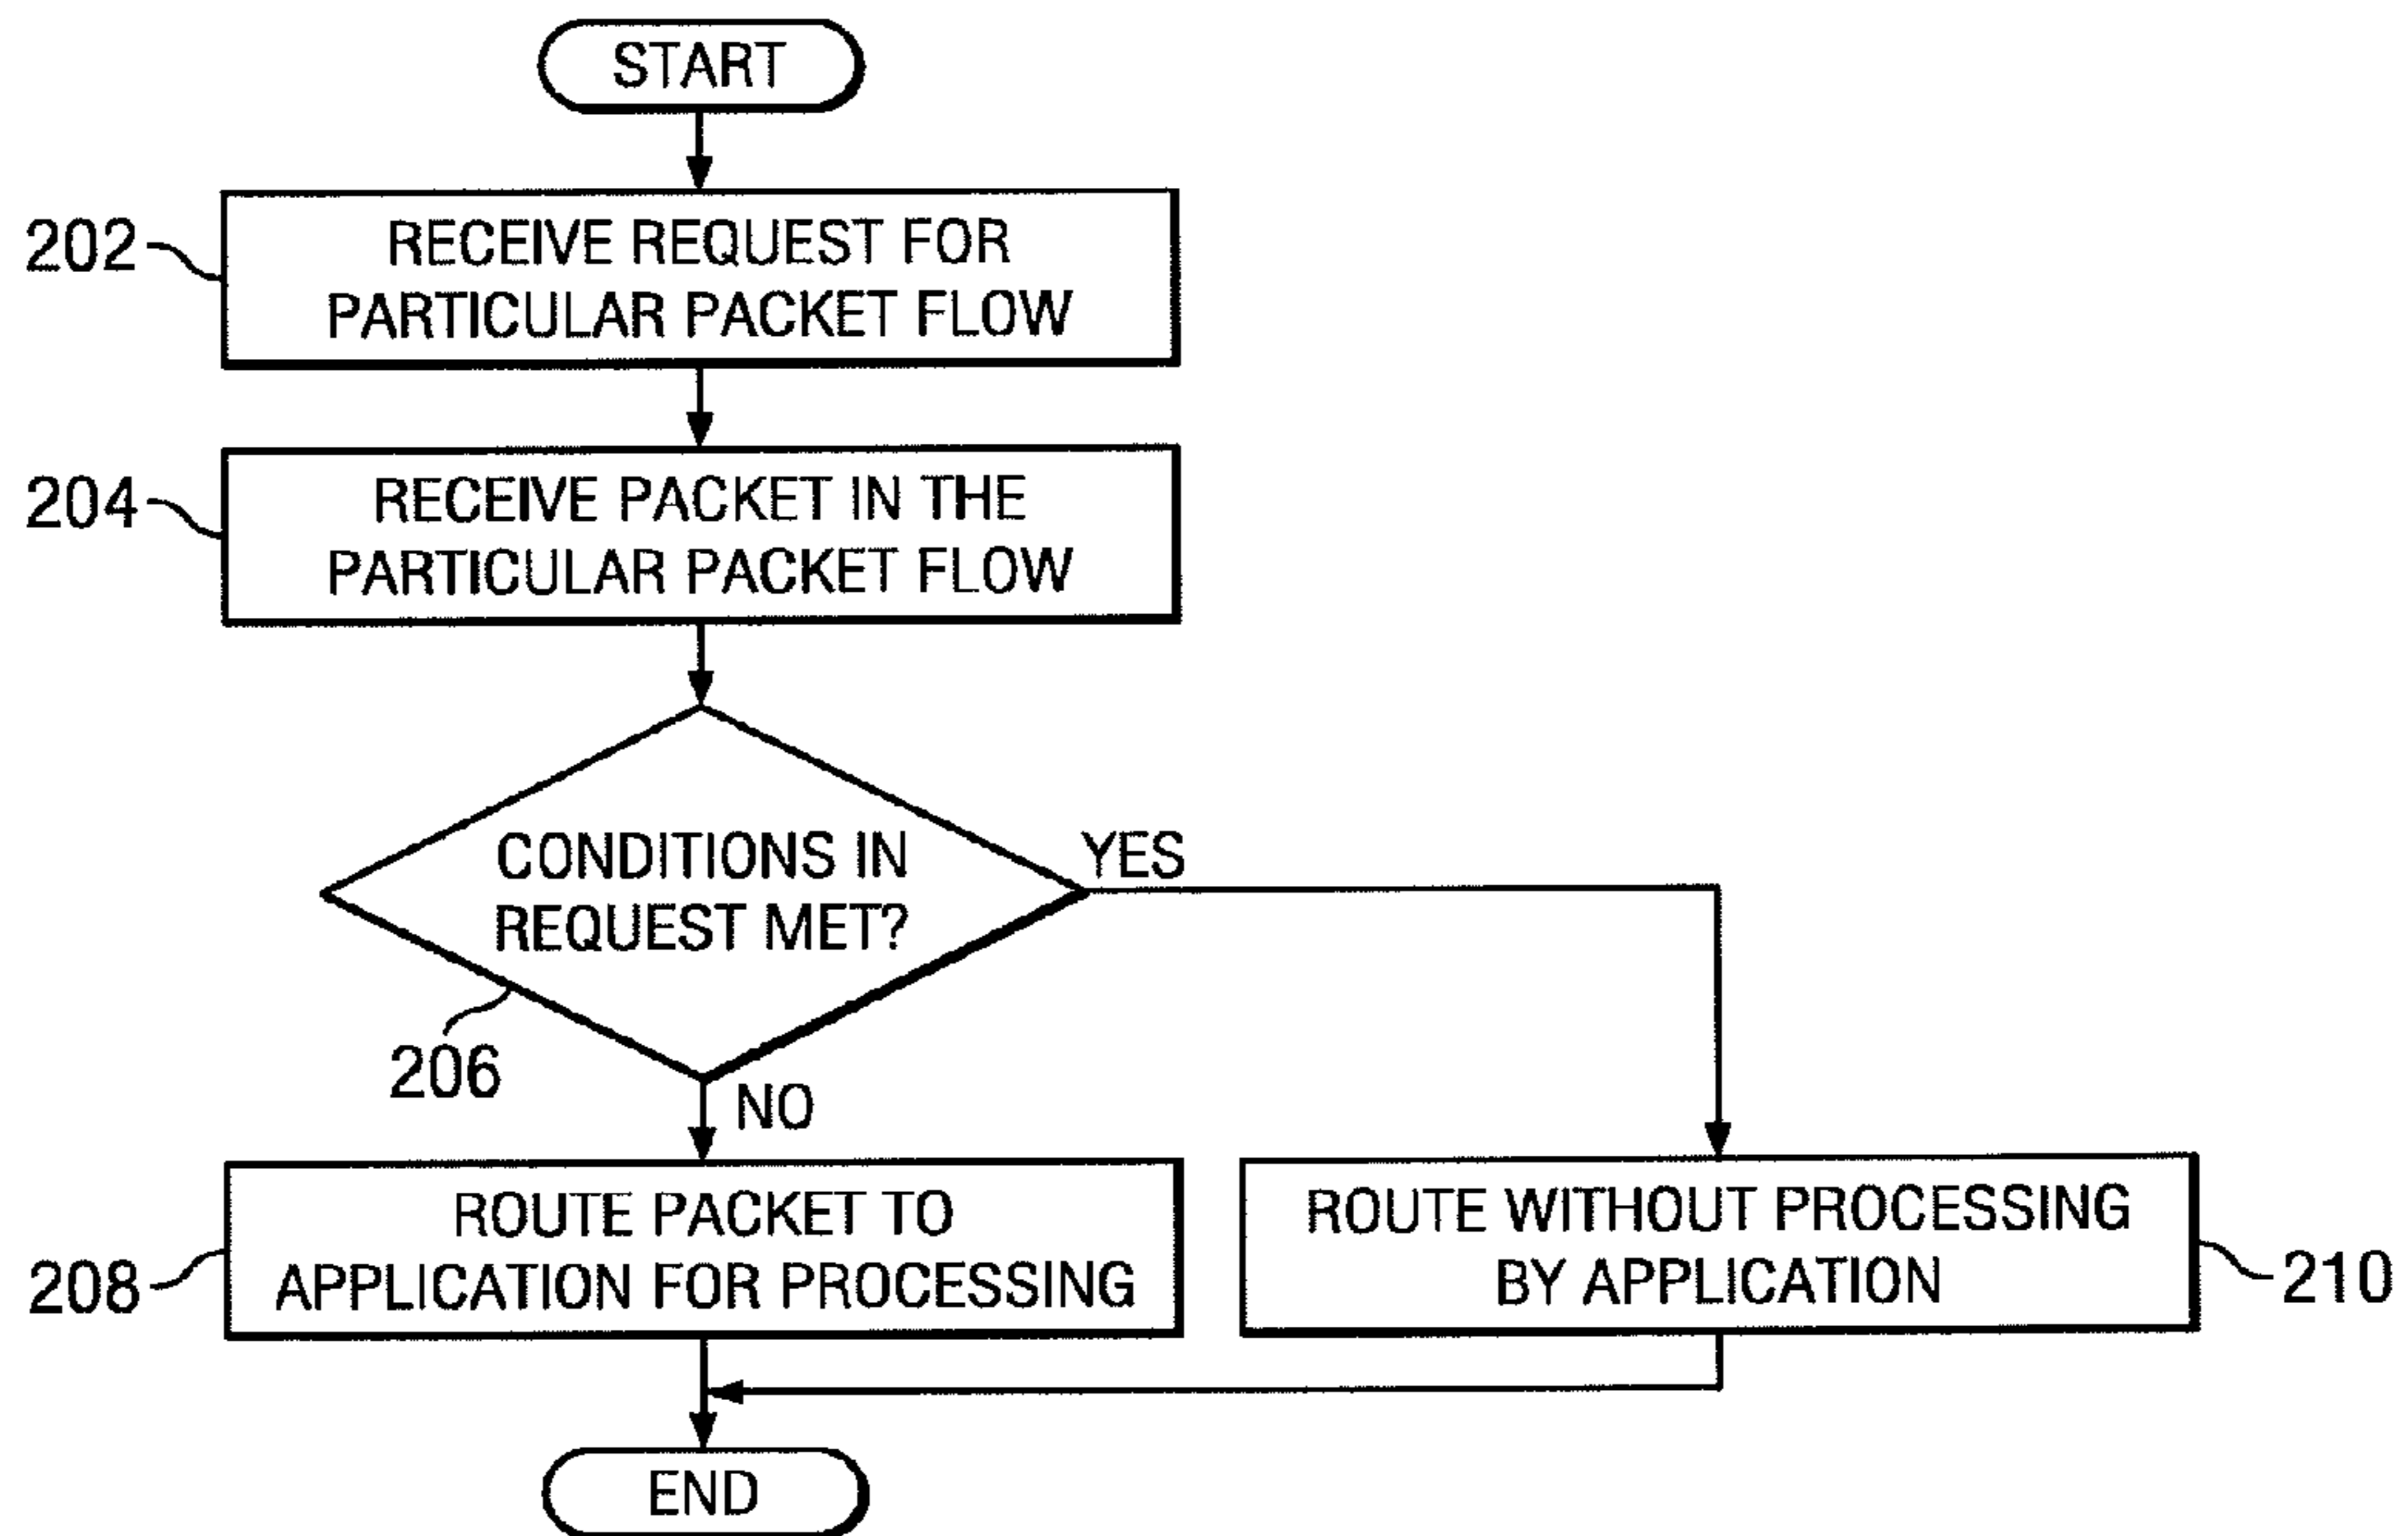 START
202
RECEIVE REQUEST FOR
PARTICULAR PACKET FLOW
204
RECEIVE PACKET IN THE
PARTICULAR PACKET FLOW
CONDITIONS IN
REQUEST MET?
YES
206
NO
208
ROUTE PACKET TO
APPLICATION FOR PROCESSING
ROUTE WITHOUT PROCESSING
BY APPLICATION
210
END